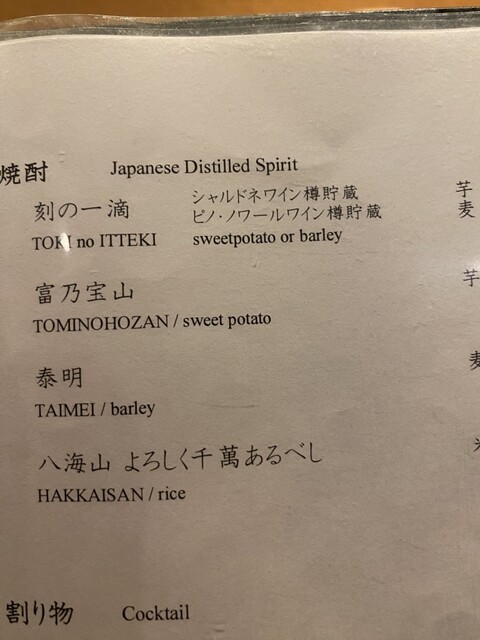 焼酎 Japanese Distilled Spirit
刻の一滴 シャルドネワイン樽貯蔵 芋
ピノ・ノワールワイン樽貯蔵 麦
TOKI no ITTEKI sweetpotato or barley
富乃宝山 芋
TOMINOHOZAN / sweet potato
泰明 麦
TAIMEI / barley
八海山 よろしく千萬あるべし
HAKKAISAN / rice
割り物 Cocktail